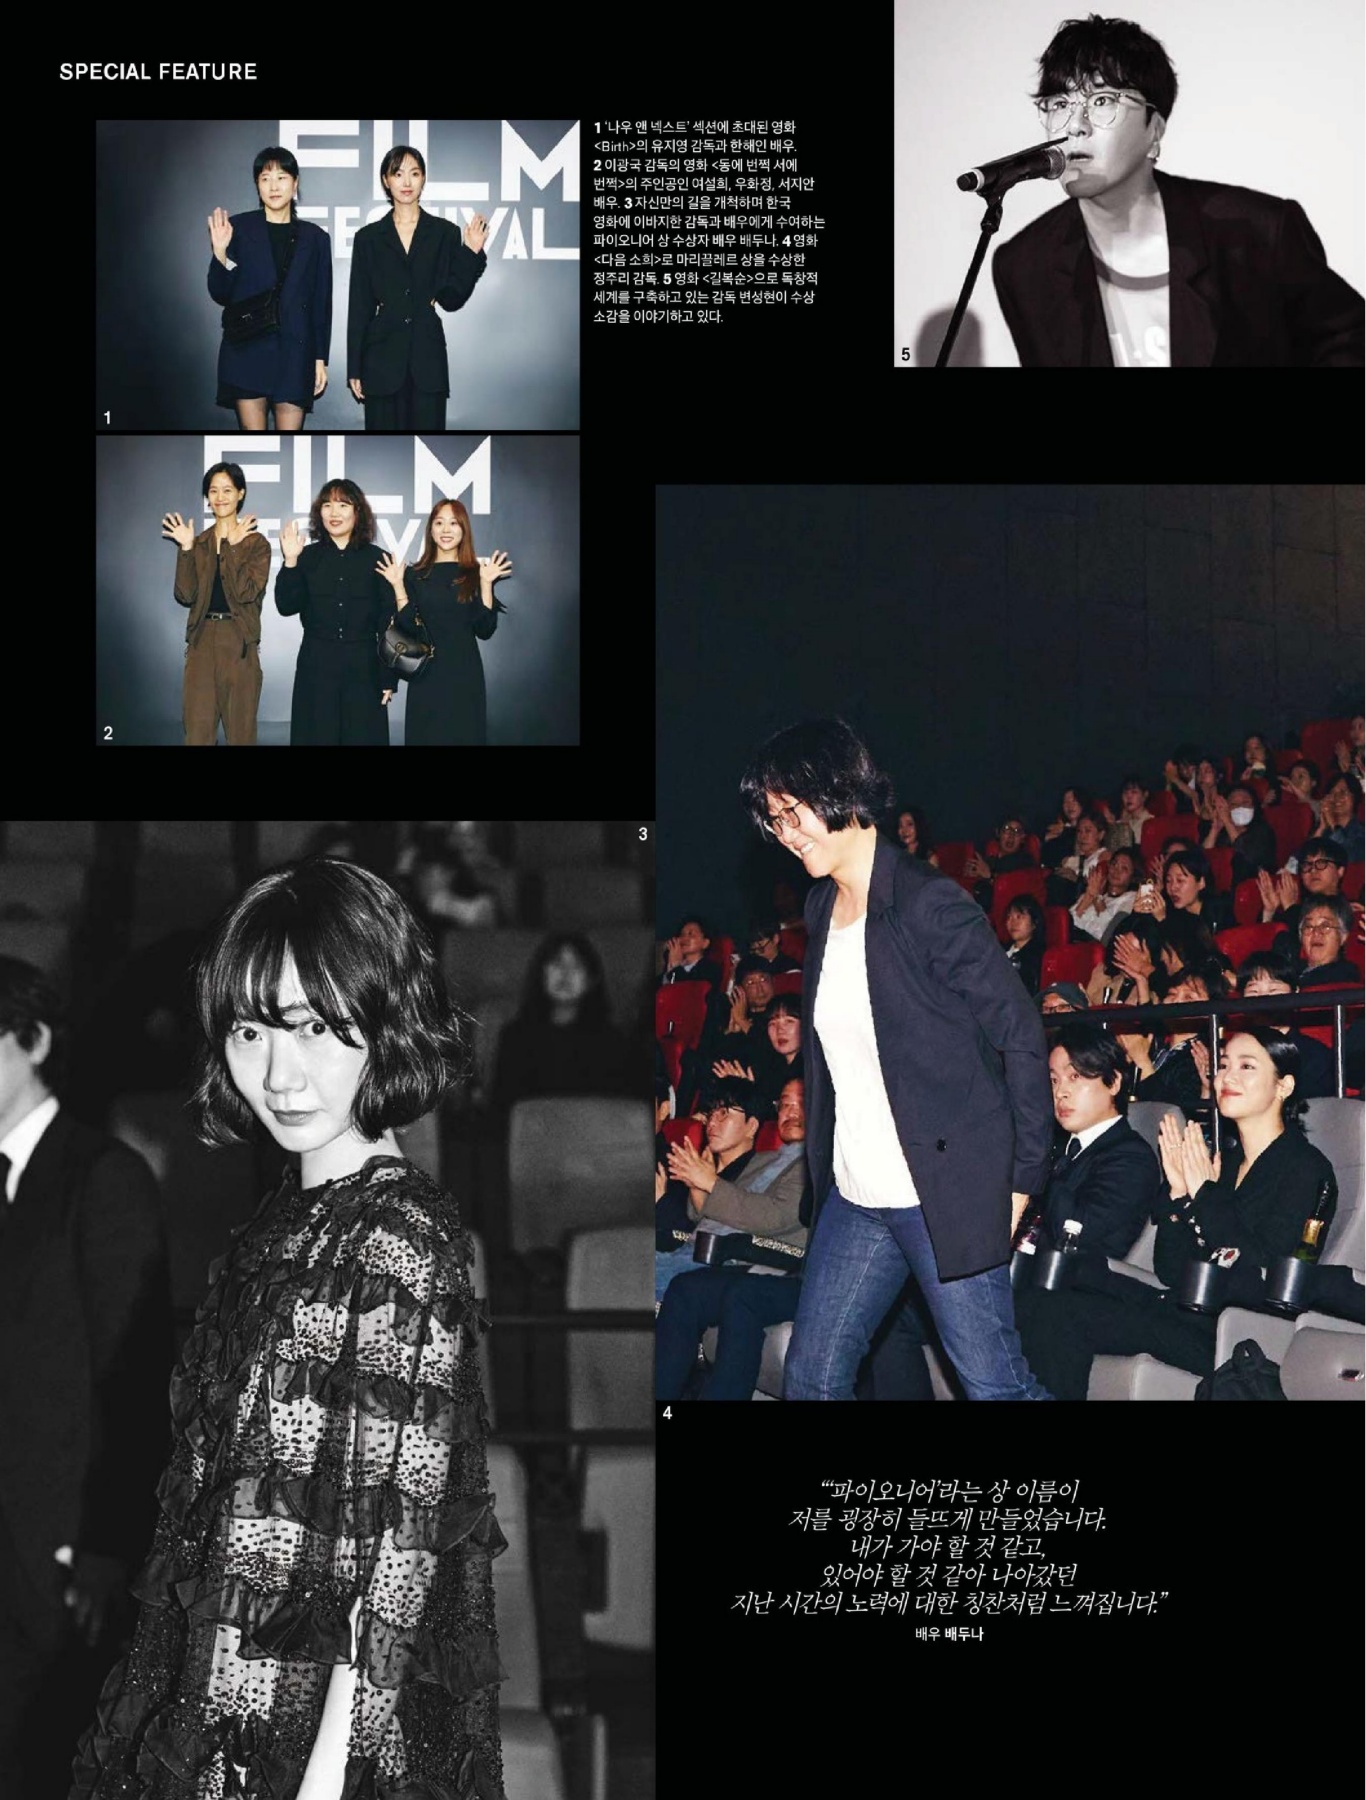 SPECIAL FEATURE
FILM
FESTIVAL
1
1 '나우 앤 넥스트' 섹션에 초대된 영화
<Birth>의 유지영 감독과 한해인 배우.
2 이광국 감독의 영화 <동에 번쩍 서에
번쩍>의 주인공인 여설희, 우화정, 서지안
배우. 3 자신만의 길을 개척하며 한국
영화에 이바지한 감독과 배우에게 수여하는
파이오니어 상 수상자 배우 배두나. 4 영화
<다음 소희>로 마리끌레르 상을 수상한
정주리 감독. 5 영화 <길복순>으로 독창적
세계를 구축하고 있는 감독 변성현이 수상
소감을 이야기하고 있다.
5
FILM
FESTIVAL
2
3
4
“‘파이오니어’라는 상 이름이
저를 굉장히 들뜨게 만들었습니다.
내가 가야 할 것 같고,
있어야 할 것 같아 나아갔던
지난 시간의 노력에 대한 칭찬처럼 느껴집니다.”
배우 배두나